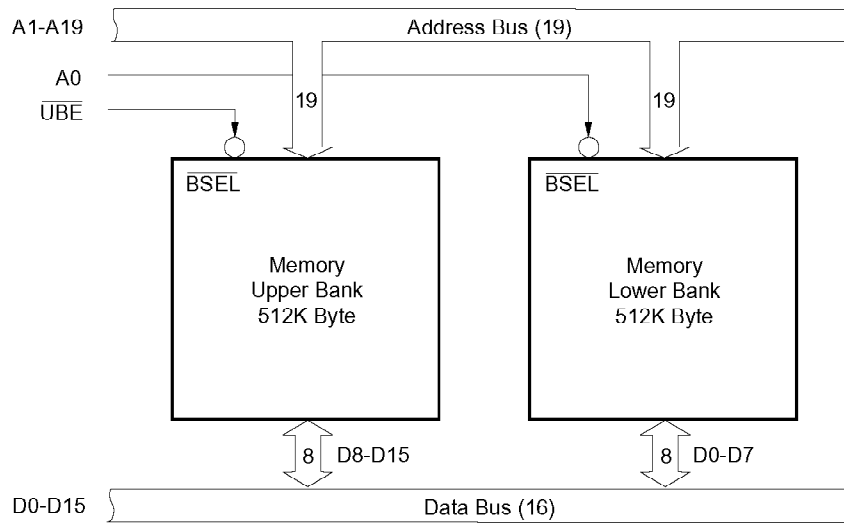 A1-A19
Address Bus (19)
A0
UBE
19
19
BSEL
BSEL
Memory
Upper Bank
512K Byte
Memory
Lower Bank
512K Byte
8
D8-D15
8
D0-D7
D0-D15
Data Bus (16)